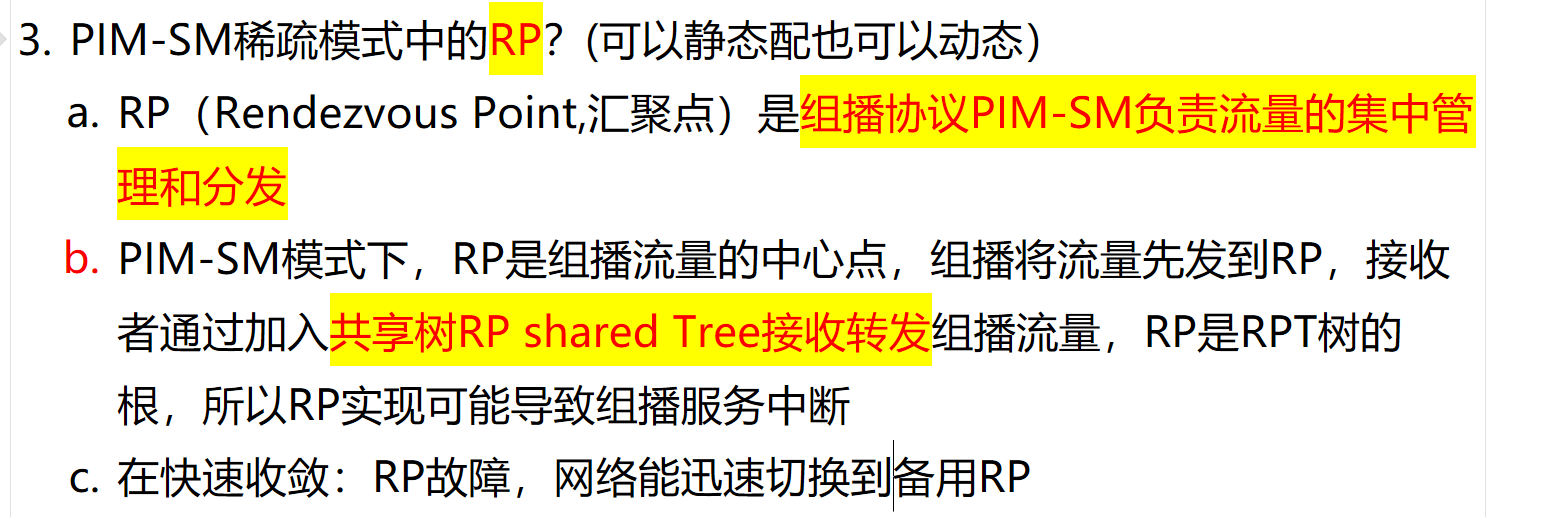 3. PIM-SM稀疏模式中的RP？(可以静态配也可以动态）
a. RP（Rendezvous Point,汇聚点）是组播协议PIM-SM负责流量的集中管
理和分发
b. PIM-SM模式下，RP是组播流量的中心点，组播将流量先发到RP，接收
者通过加入共享树RP shared Tree接收转发组播流量，RP是RPT树的
根，所以RP实现可能导致组播服务中断
c. 在快速收敛：RP故障，网络能迅速切换到备用RP